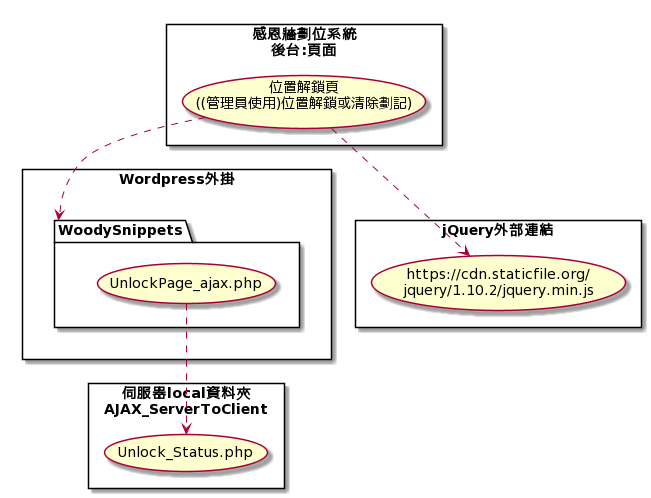 感恩牆劃位系統
後台:頁面
位置解鎖頁
((管理員使用)位置解鎖或清除劃記)
Wordpress外掛
WoodySnippets
UnlockPage_ajax.php
jQuery外部連結
https://cdn.staticfile.org/
jquery/1.10.2/jquery.min.js
伺服器local資料夾
AJAX_ServerToClient
Unlock_Status.php